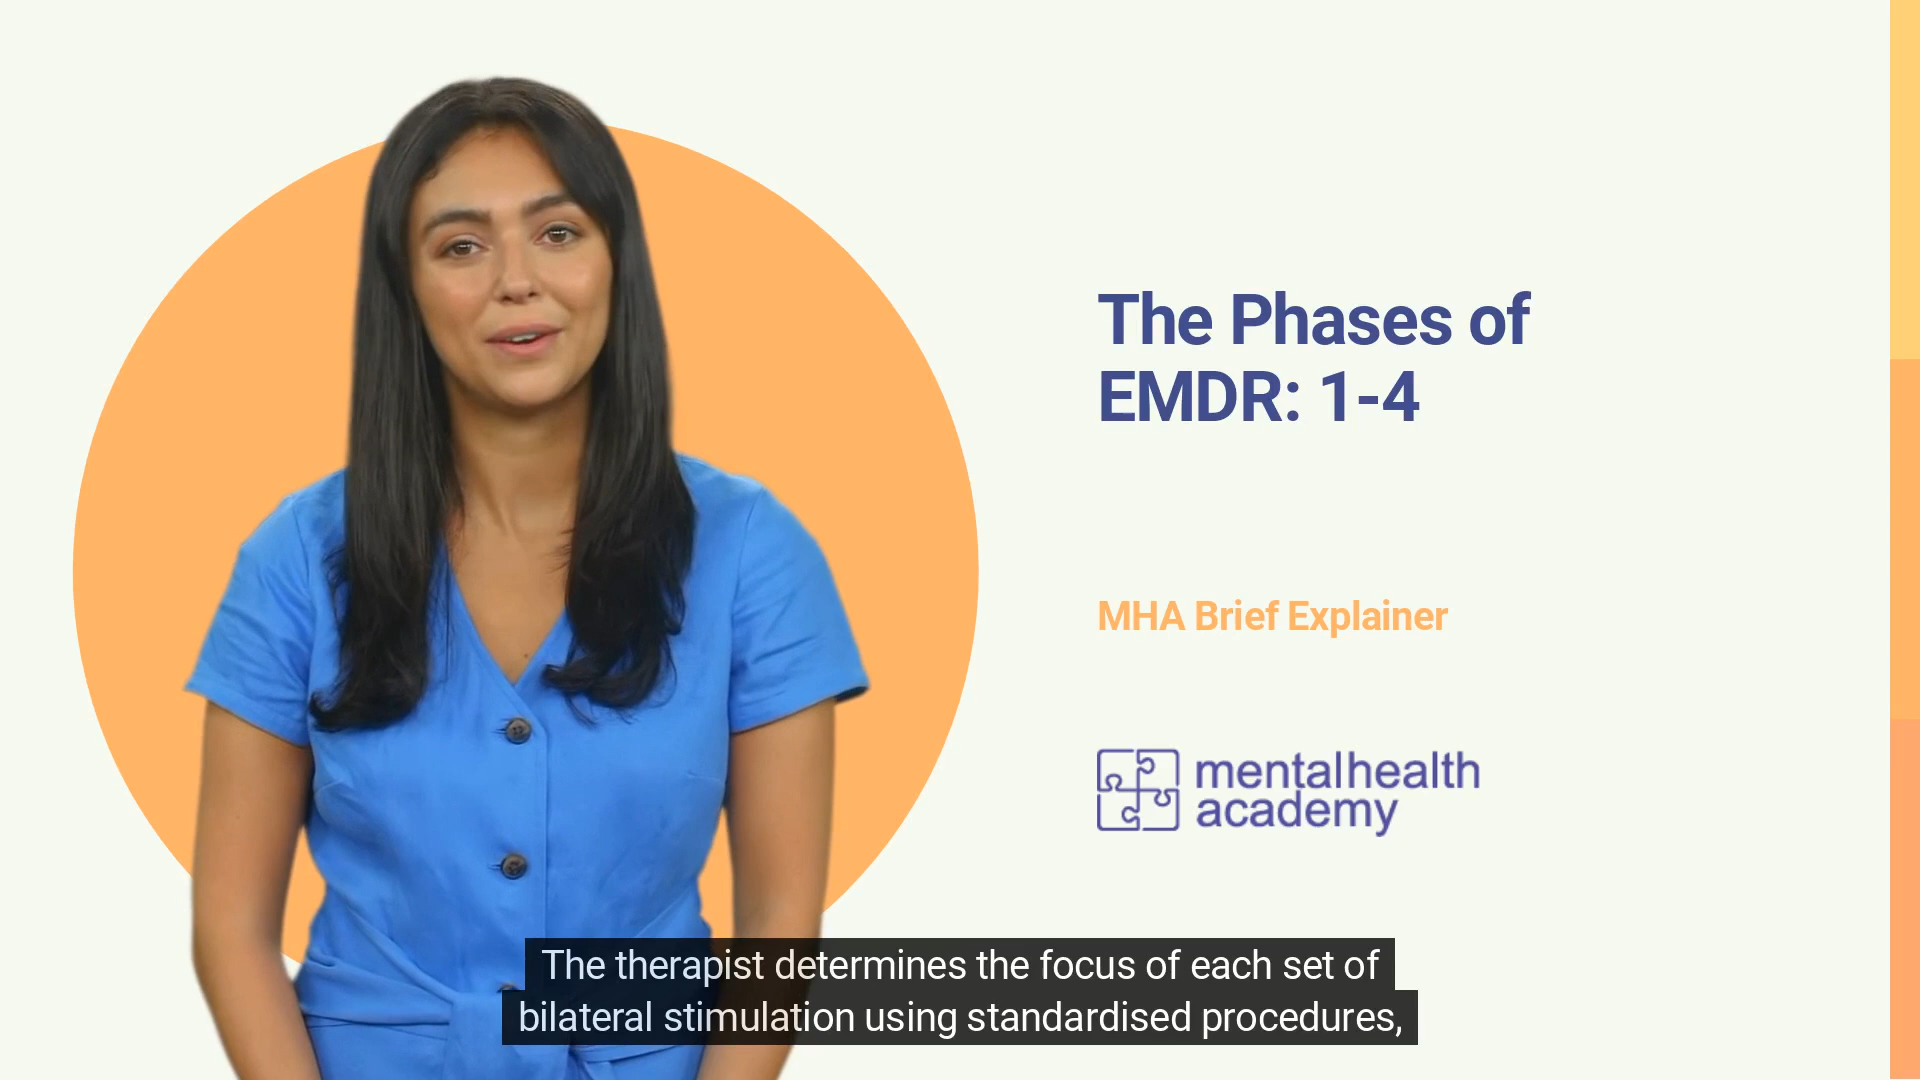 The Phases of
EMDR: 1-4
MHA Brief Explainer
mentalhealth
academy
The therapist determines the focus of each set of
bilateral stimulation using standardised procedures,